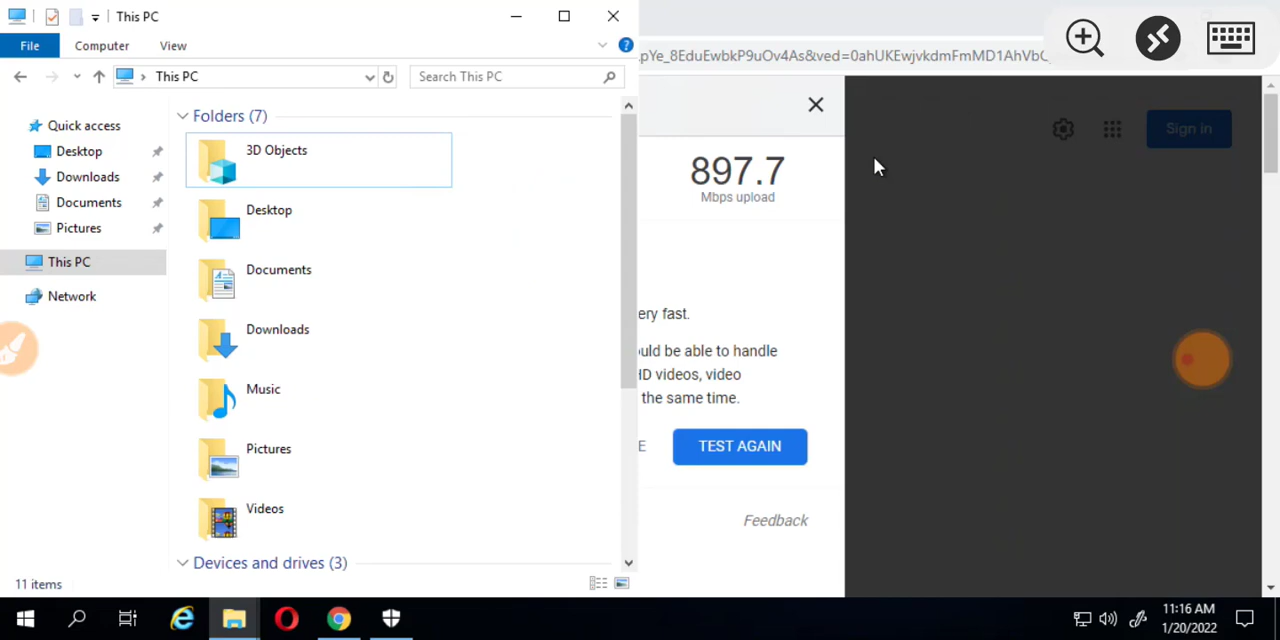 This PC
File
Computer
View
This PC
Search This PC
Quick access
Desktop
Downloads
Documents
Pictures
This PC
Network
Folders (7)
3D Objects
Desktop
Documents
Downloads
Music
Pictures
Videos
Devices and drives (3)
11 items
pYe_8EduEwbkP9uOv4As&ved=0ahUKEwjvkdmFmMD1AhVbC
Sign in
897.7
Mbps upload
ery fast.
uld be able to handle
HD videos, video
the same time.
E
TEST AGAIN
Feedback
11:16 AM
1/20/2022